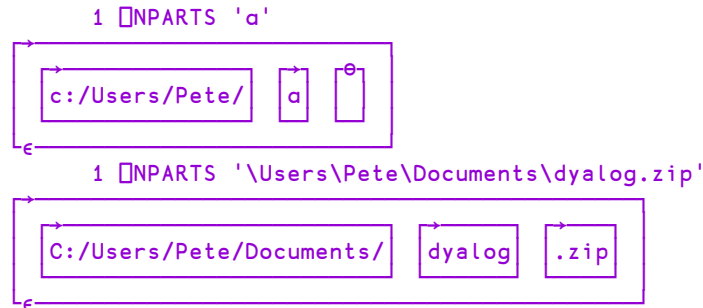 1 ⎕NPARTS 'a'
┌→────────────────────────────┐
│ ┌→─────────────┐ ┌→┐ ┌⊖┐ │
│ │c:/Users/Pete/│ │a│ │ │ │
│ └──────────────┘ └─┘ └─┘ │
└∊────────────────────────────┘
1 ⎕NPARTS '\Users\Pete\Documents\dyalog.zip'
┌→─────────────────────────────────────────────┐
│ ┌→───────────────────────┐ ┌→─────┐ ┌→───┐ │
│ │C:/Users/Pete/Documents/│ │dyalog│ │.zip│ │
│ └────────────────────────┘ └──────┘ └────┘ │
└∊─────────────────────────────────────────────┘